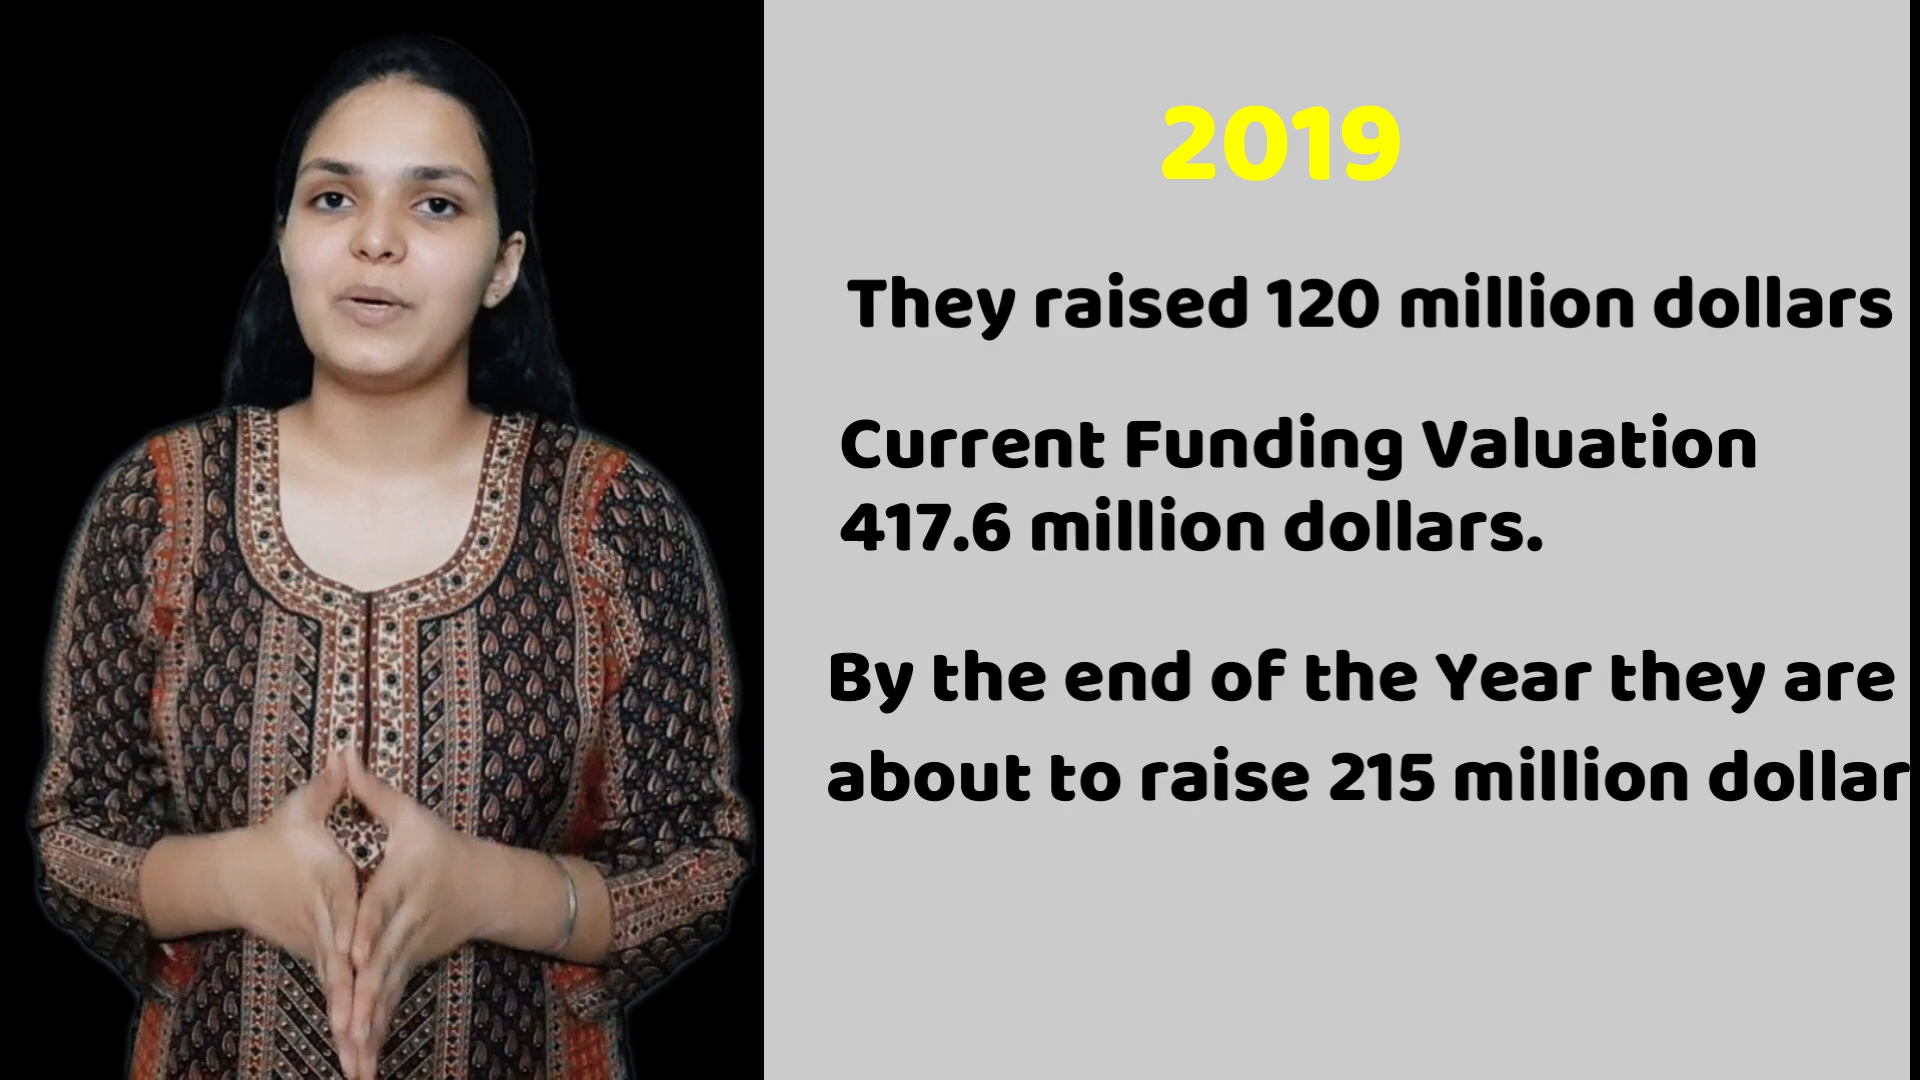 2019
They raised 120 million dollars
Current Funding Valuation
417.6 million dollars.
By the end of the Year they are
about to raise 215 million dollar